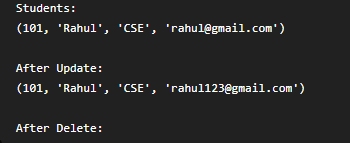 Students:
(101, 'Rahul', 'CSE', 'rahul@gmail.com')
After Update:
(101, 'Rahul', 'CSE', 'rahul123@gmail.com')
After Delete: